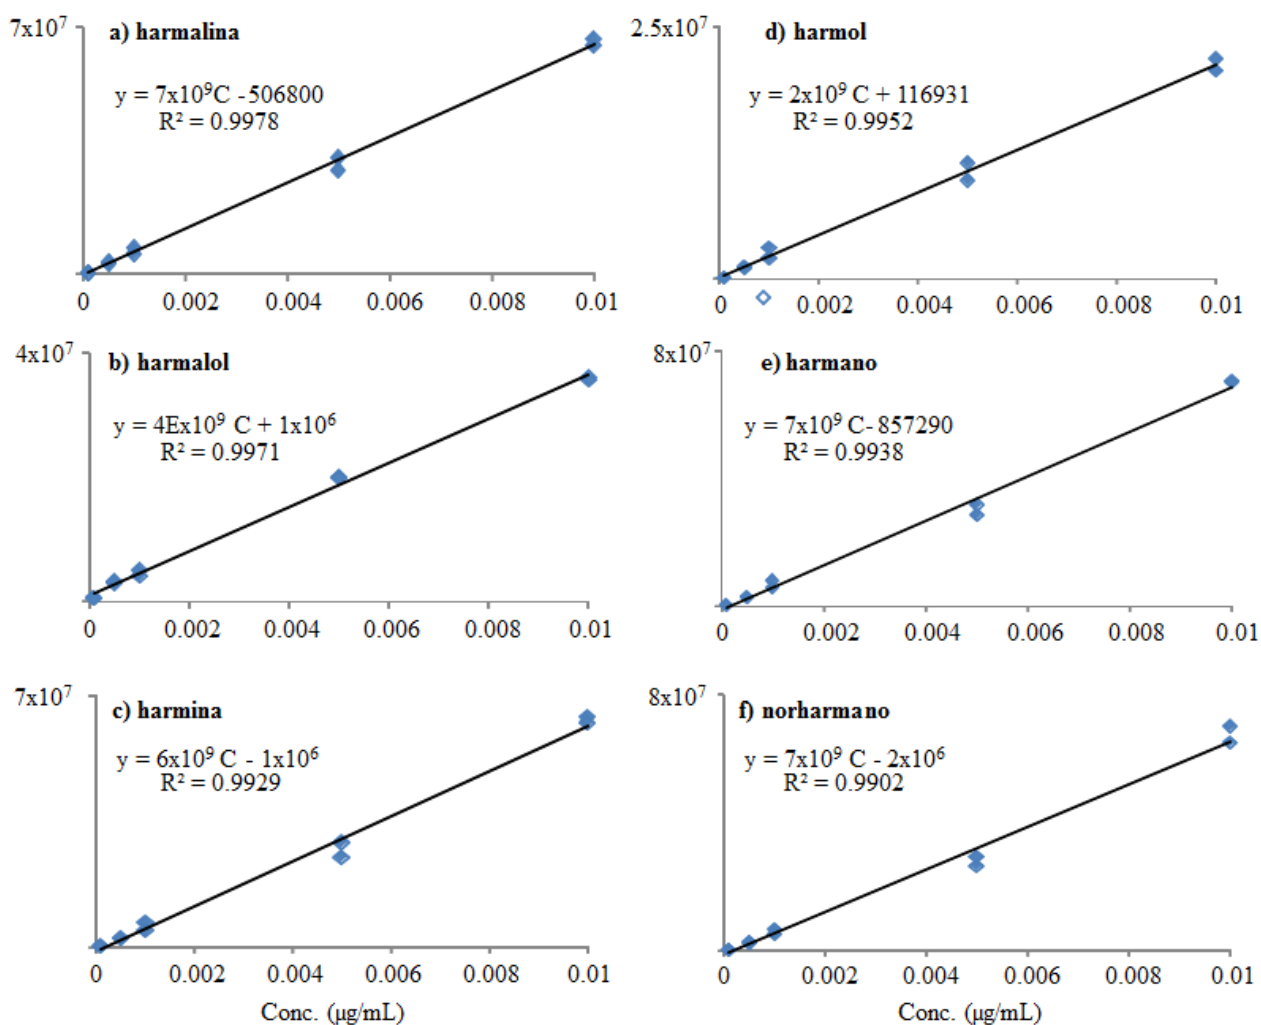 7x10⁷
a) harmalina
y = 7x10⁹C - 506800
R² = 0.9978
0 0.002 0.004 0.006 0.008 0.01
4x10⁷
b) harmalol
y = 4Ex10⁹ C + 1x10⁶
R² = 0.9971
0 0.002 0.004 0.006 0.008 0.01
7x10⁷
c) harmina
y = 6x10⁹ C - 1x10⁶
R² = 0.9929
0 0.002 0.004 0.006 0.008 0.01
Conc. (µg/mL)
2.5x10⁷
d) harmol
y = 2x10⁹ C + 116931
R² = 0.9952
0 0.002 0.004 0.006 0.008 0.01
8x10⁷
e) harmano
y = 7x10⁹ C- 857290
R² = 0.9938
0 0.002 0.004 0.006 0.008 0.01
8x10⁷
f) norharmano
y = 7x10⁹ C - 2x10⁶
R² = 0.9902
0 0.002 0.004 0.006 0.008 0.01
Conc. (µg/mL)